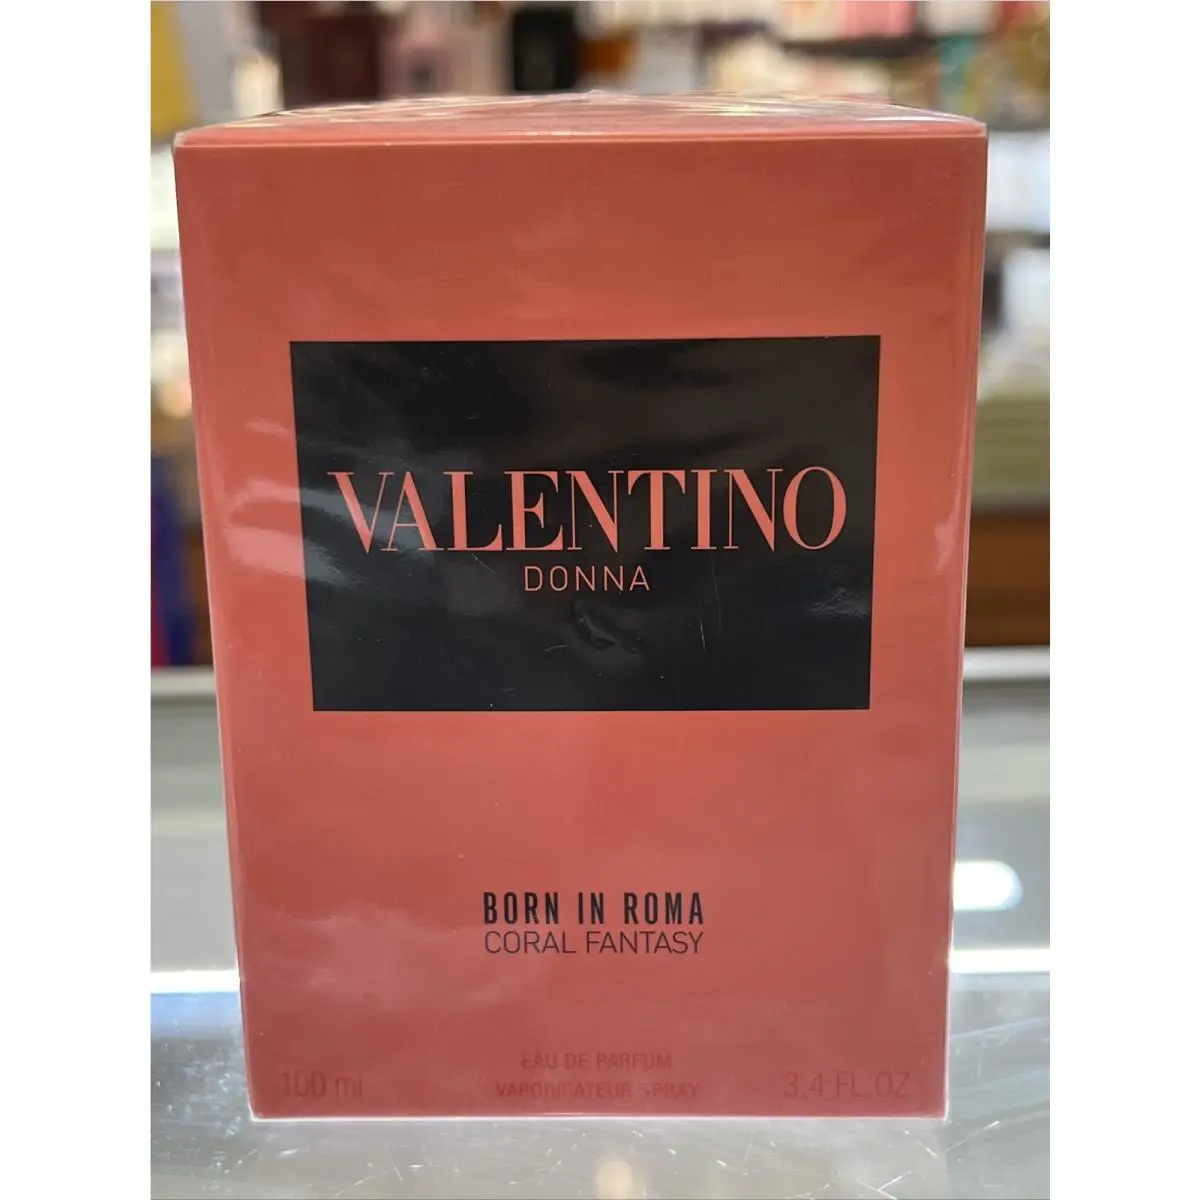 VALENTINO
DONNA
BORN IN ROMA
CORAL FANTASY
EAU DE PARFUM
100 ml VAPORISATEUR SPRAY 3,4 FL OZ